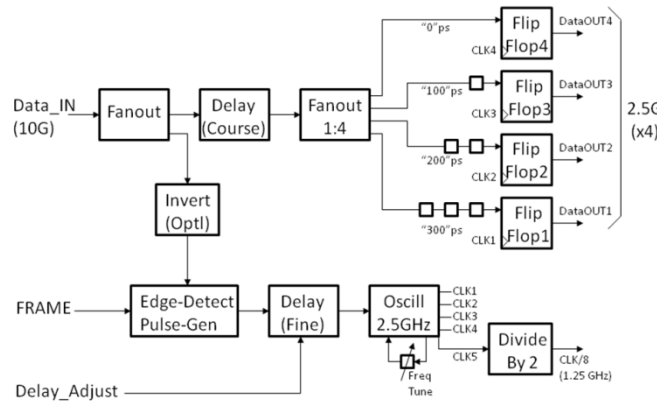 Data_IN
(10G)
Fanout
Delay
(Course)
Fanout
1:4
"0"ps
CLK4
Flip
Flop4
DataOUT4
"100"ps
CLK3
Flip
Flop3
DataOUT3
"200"ps
CLK2
Flip
Flop2
DataOUT2
"300"ps
CLK1
Flip
Flop1
DataOUT1
2.5G
(x4)
Invert
(Optl)
FRAME
Edge-Detect
Pulse-Gen
Delay
(Fine)
Oscill
2.5GHz
CLK1
CLK2
CLK3
CLK4
CLK5
Freq
Tune
Divide
By 2
CLK/8
(1.25 GHz)
Delay_Adjust